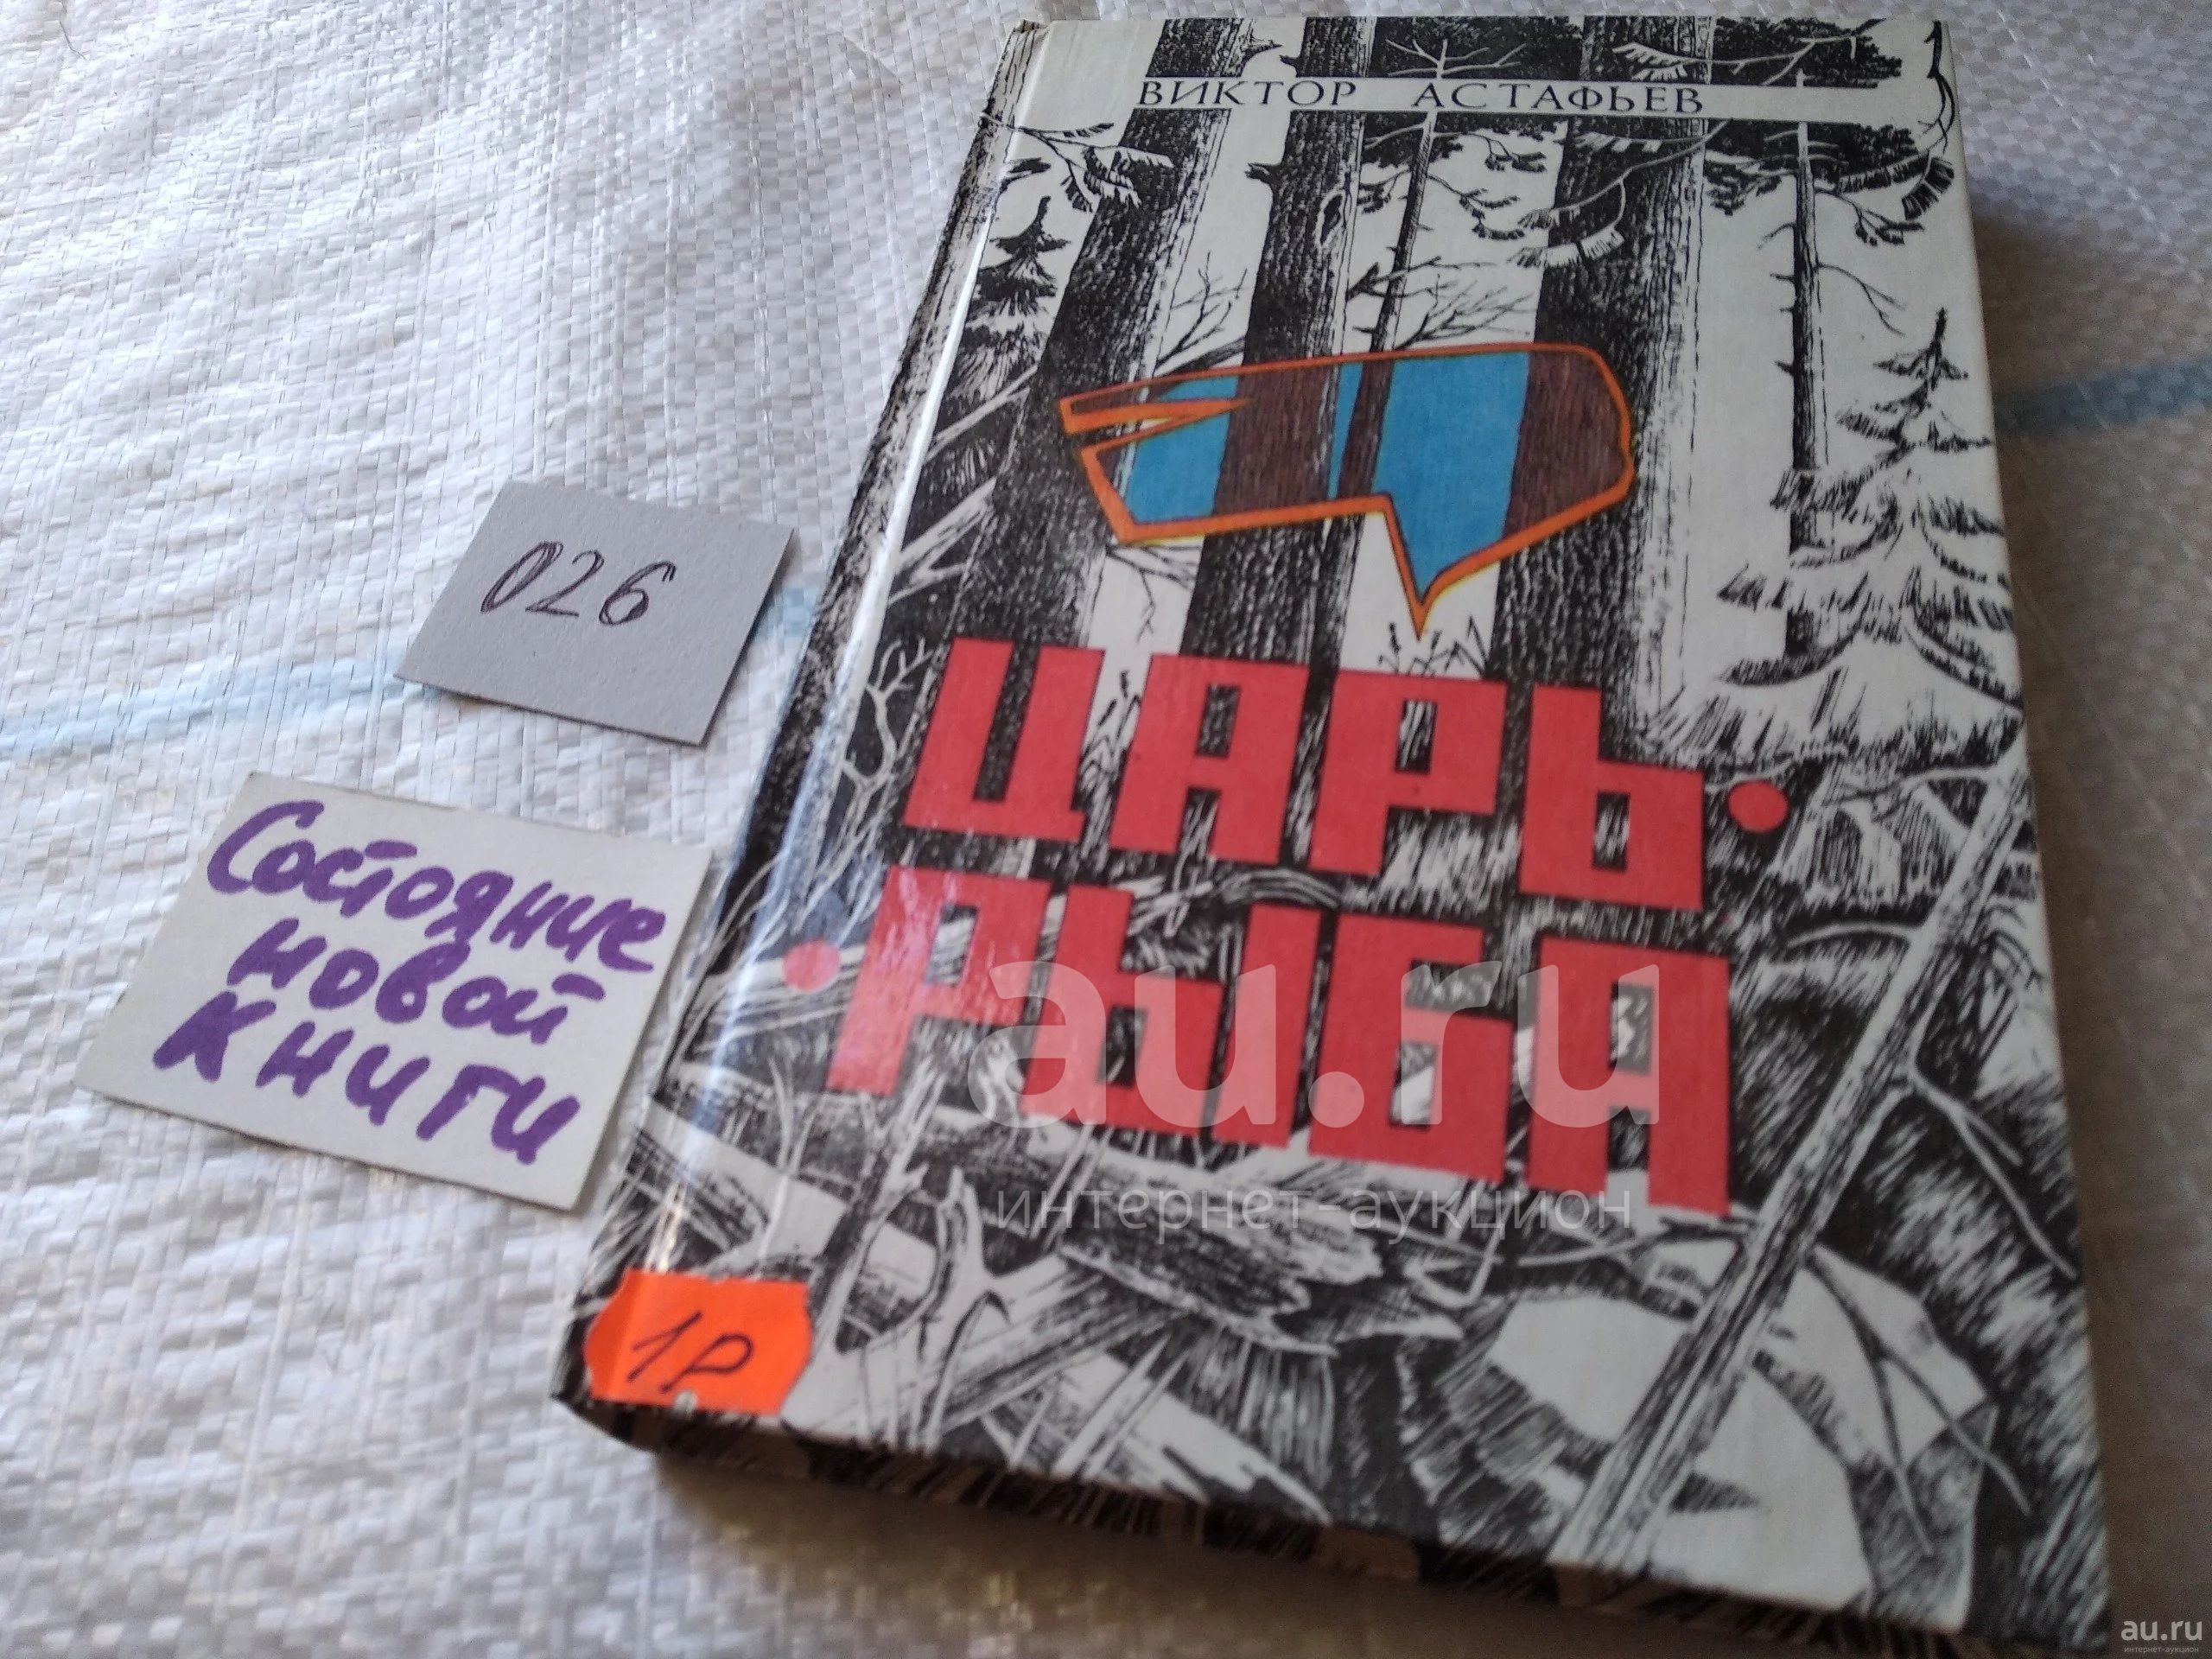 ВИКТОР АСТАФЬЕВ
ЦАРЬ-
РЫБА
026
Состояние
новой
книги
1р
au.ru
интернет-аукцион
au.ru
интернет-аукцион